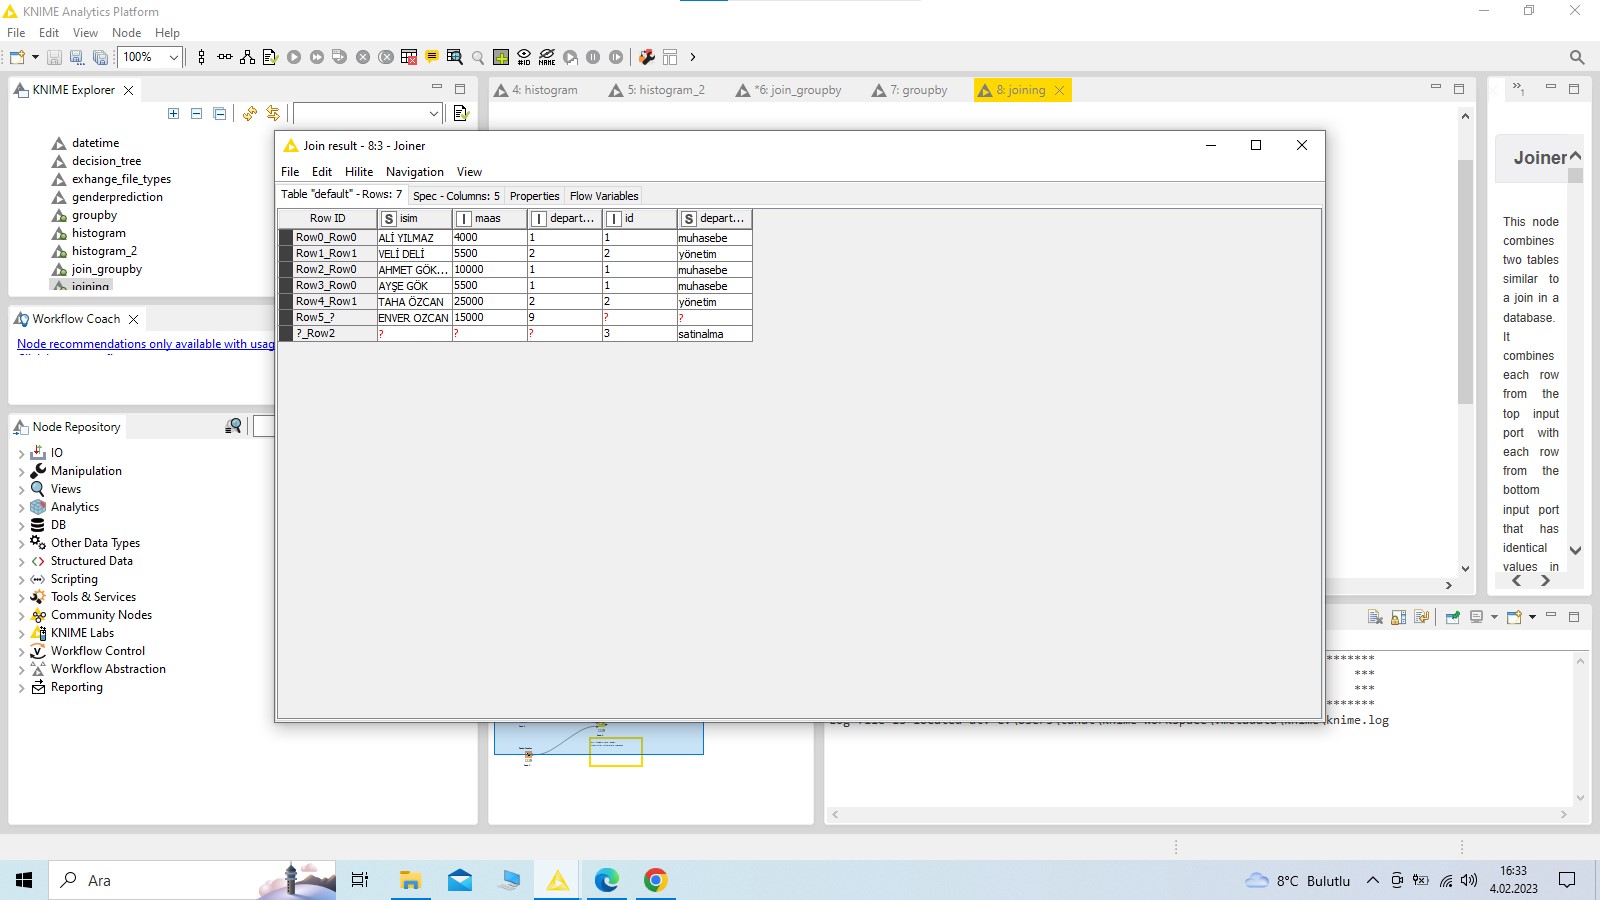 KNIME Analytics Platform
File Edit View Node Help
100%
KNIME Explorer
4: histogram
5: histogram_2
*6: join_groupby
7: groupby
8: joining
datetime
decision_tree
exhange_file_types
genderprediction
groupby
histogram
histogram_2
join_groupby
joining
Workflow Coach
Node recommendations only available with usag
Node Repository
IO
Manipulation
Views
Analytics
DB
Other Data Types
Structured Data
Scripting
Tools & Services
Community Nodes
KNIME Labs
Workflow Control
Workflow Abstraction
Reporting
Join result - 8:3 - Joiner
File Edit Hilite Navigation View
Table "default" - Rows: 7 Spec - Columns: 5 Properties Flow Variables
Row ID S isim I maas I depart... I id S depart...
Row0_Row0 ALİ YILMAZ 4000 1 1 muhasebe
Row1_Row1 VELİ DELİ 5500 2 2 yönetim
Row2_Row0 AHMET GÖK... 10000 1 1 muhasebe
Row3_Row0 AYŞE GÖK 5500 1 1 muhasebe
Row4_Row1 TAHA ÖZCAN 25000 2 2 yönetim
Row5_? ENVER OZCAN 15000 9 ? ?
?_Row2 ? ? ? 3 satinalma
Joiner
This node
combines
two tables
similar to
a join in a
database.
It
combines
each row
from the
top input
port with
each row
from the
bottom
input port
that has
identical
values in
*******
***
***
*******
knime.log
Ara
8°C Bulutlu
16:33
4.02.2023